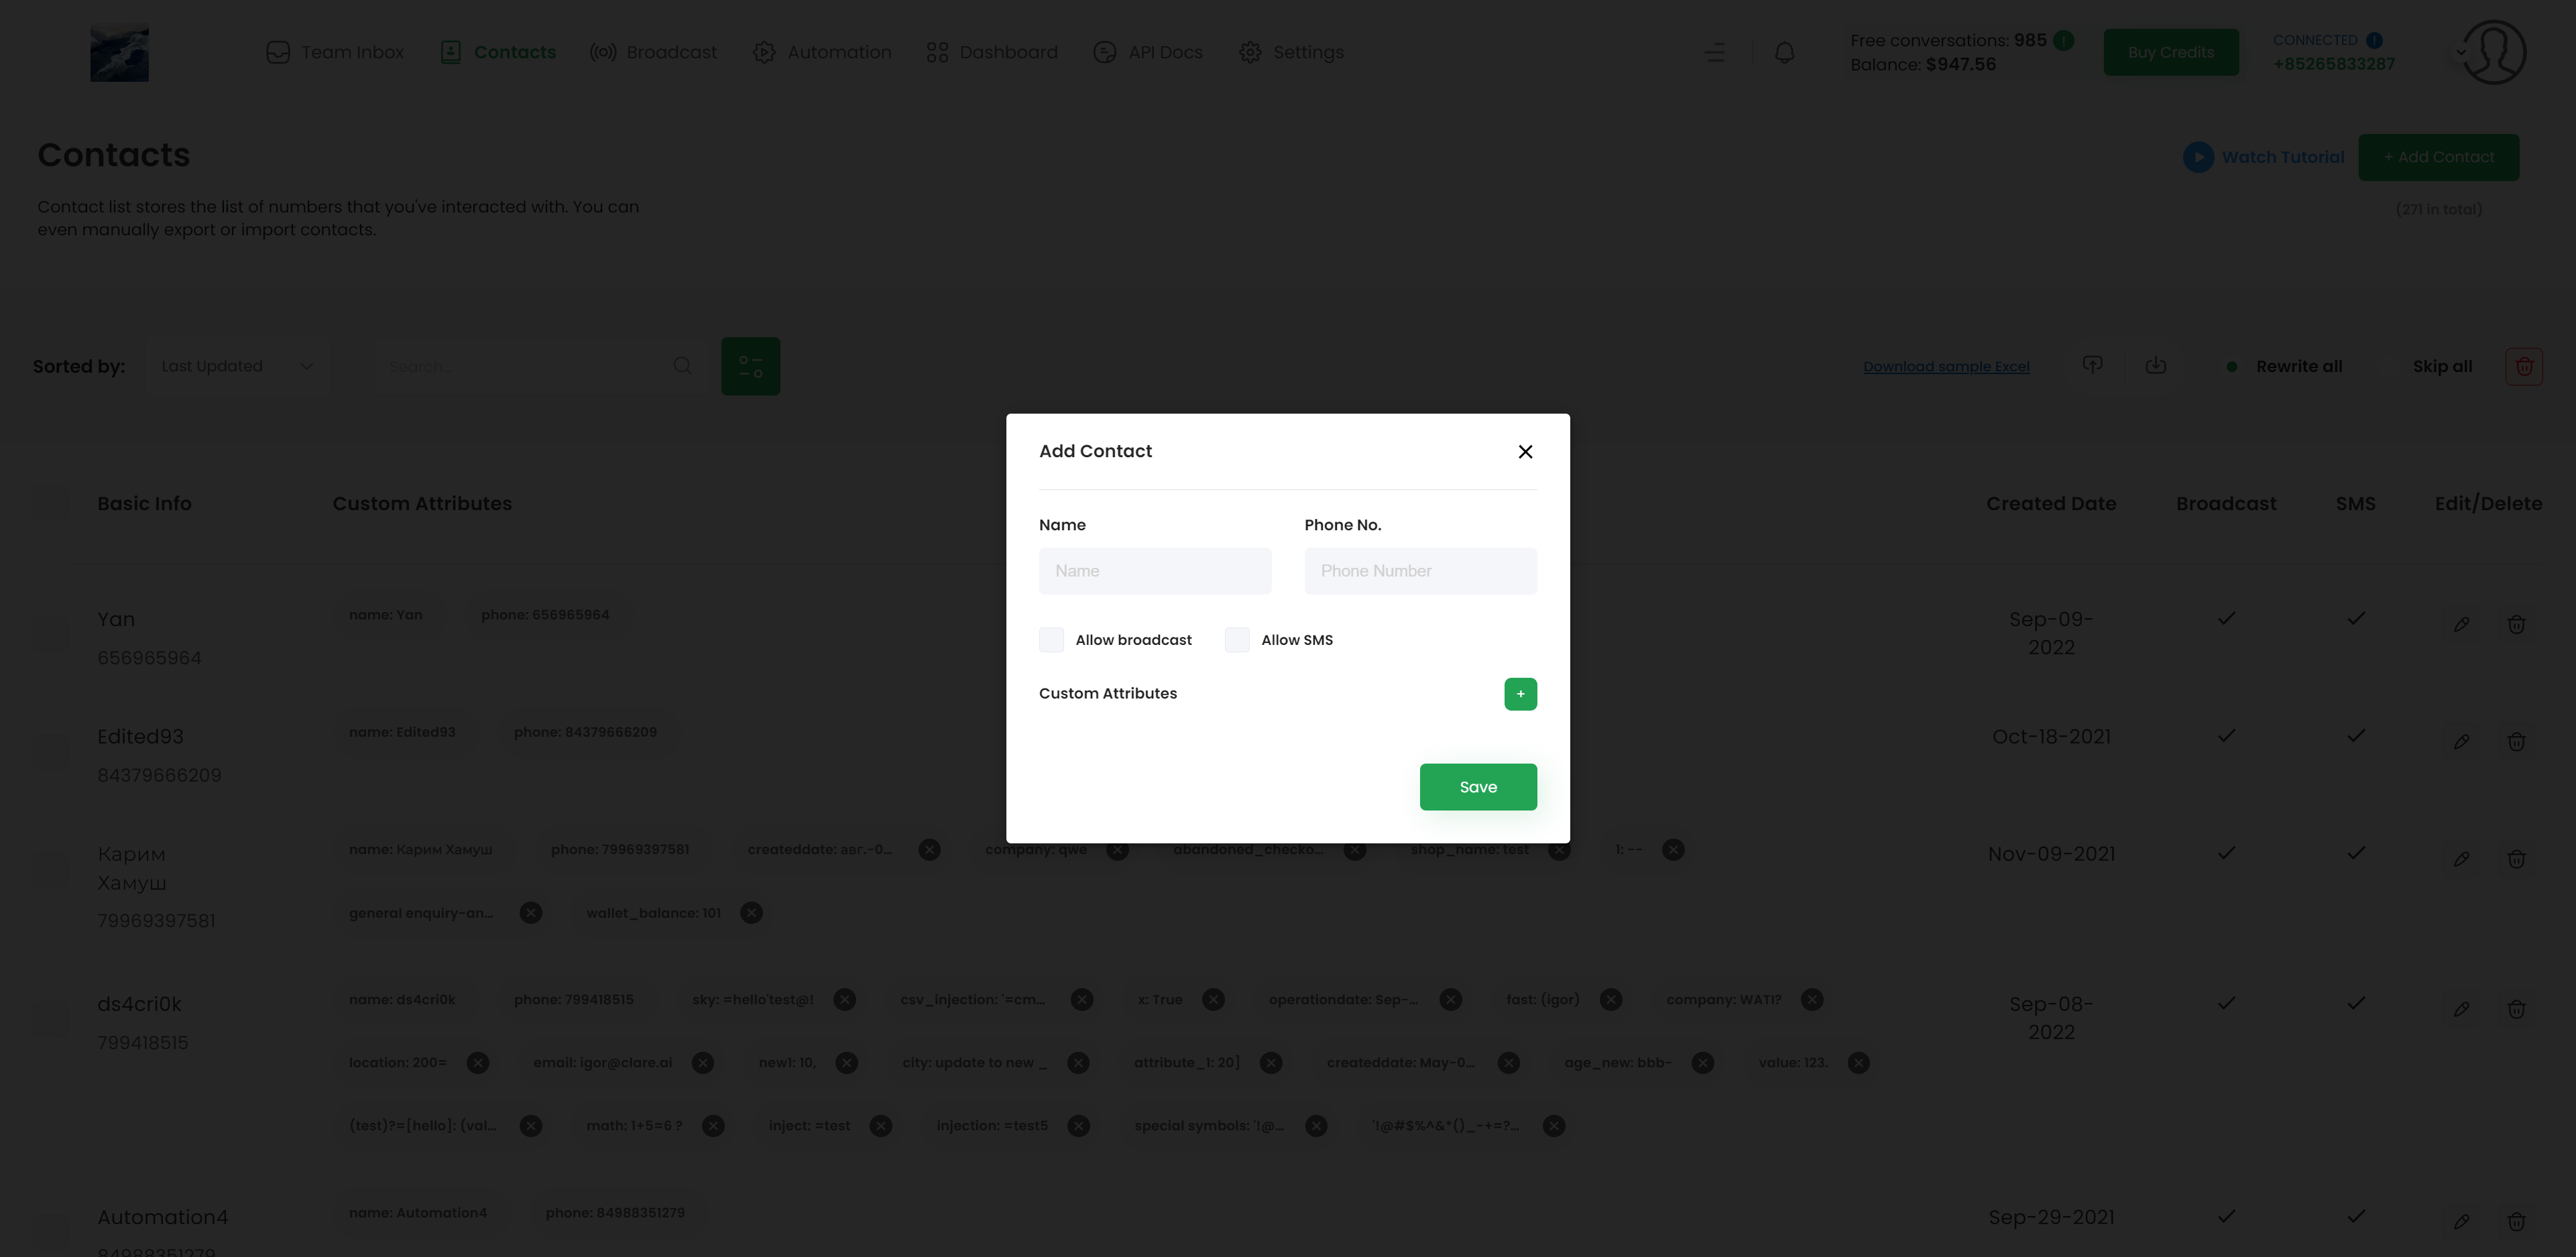 Team Inbox Contacts Broadcast Automation Dashboard API Docs Settings
Free conversations: 985
Balance: $947.56
Buy Credits
CONNECTED
+85265833287
Contacts
Watch Tutorial
+ Add Contact
(271 in total)
Contact list stores the list of numbers that you've interacted with. You can
even manually export or import contacts.
Sorted by: Last Updated Search... Download sample Excel Rewrite all Skip all
Add Contact
Name Phone No.
Name Phone Number
Allow broadcast Allow SMS
Custom Attributes +
Save
Basic Info Custom Attributes Created Date Broadcast SMS Edit/Delete
Yan
656965964
name: Yan phone: 656965964
Sep-09-
2022
Edited93
84379666209
name: Edited93 phone: 84379666209
Oct-18-2021
Карим
Хамуш
79969397581
name: Карим Хамуш phone: 79969397581 createddate: авг.-0... company: qwe abandoned_checko... shop_name: test 1: --
general enquiry-an... wallet_balance: 101
Nov-09-2021
ds4cri0k
799418515
name: ds4cri0k phone: 799418515 sky: =hello'test@! csv_injection: '=cm... x: True operationdate: Sep-... fast: (igor) company: WATI?
location: 200= email: igor@clare.ai new1: 10, city: update to new _ attribute_1: 20] createddate: May-0... age_new: bbb- value: 123.
(test)?=[hello]: (val... math: 1+5=6 ? inject: =test injection: =test5 special symbols: `!@... `!@#$%^&*()_-+=?...
Sep-08-
2022
Automation4
84988351279
name: Automation4 phone: 84988351279
Sep-29-2021